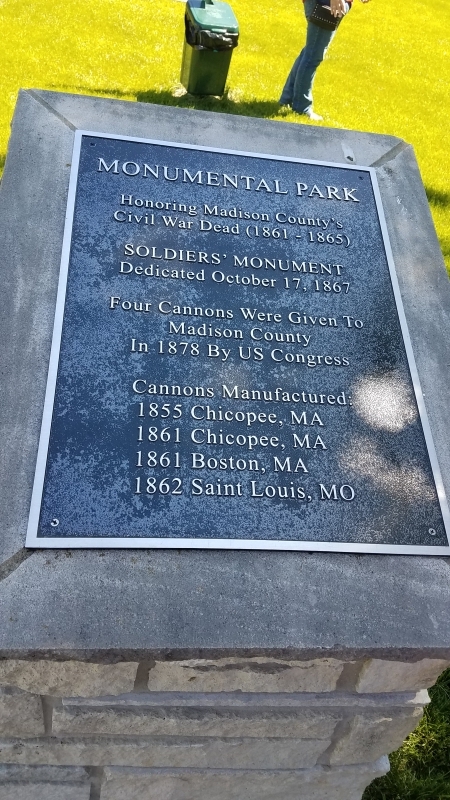 MONUMENTAL PARK
Honoring Madison County's
Civil War Dead (1861 - 1865)
SOLDIERS' MONUMENT
Dedicated October 17, 1867
Four Cannons Were Given To
Madison County
In 1878 By US Congress
Cannons Manufactured:
1855 Chicopee, MA
1861 Chicopee, MA
1861 Boston, MA
1862 Saint Louis, MO